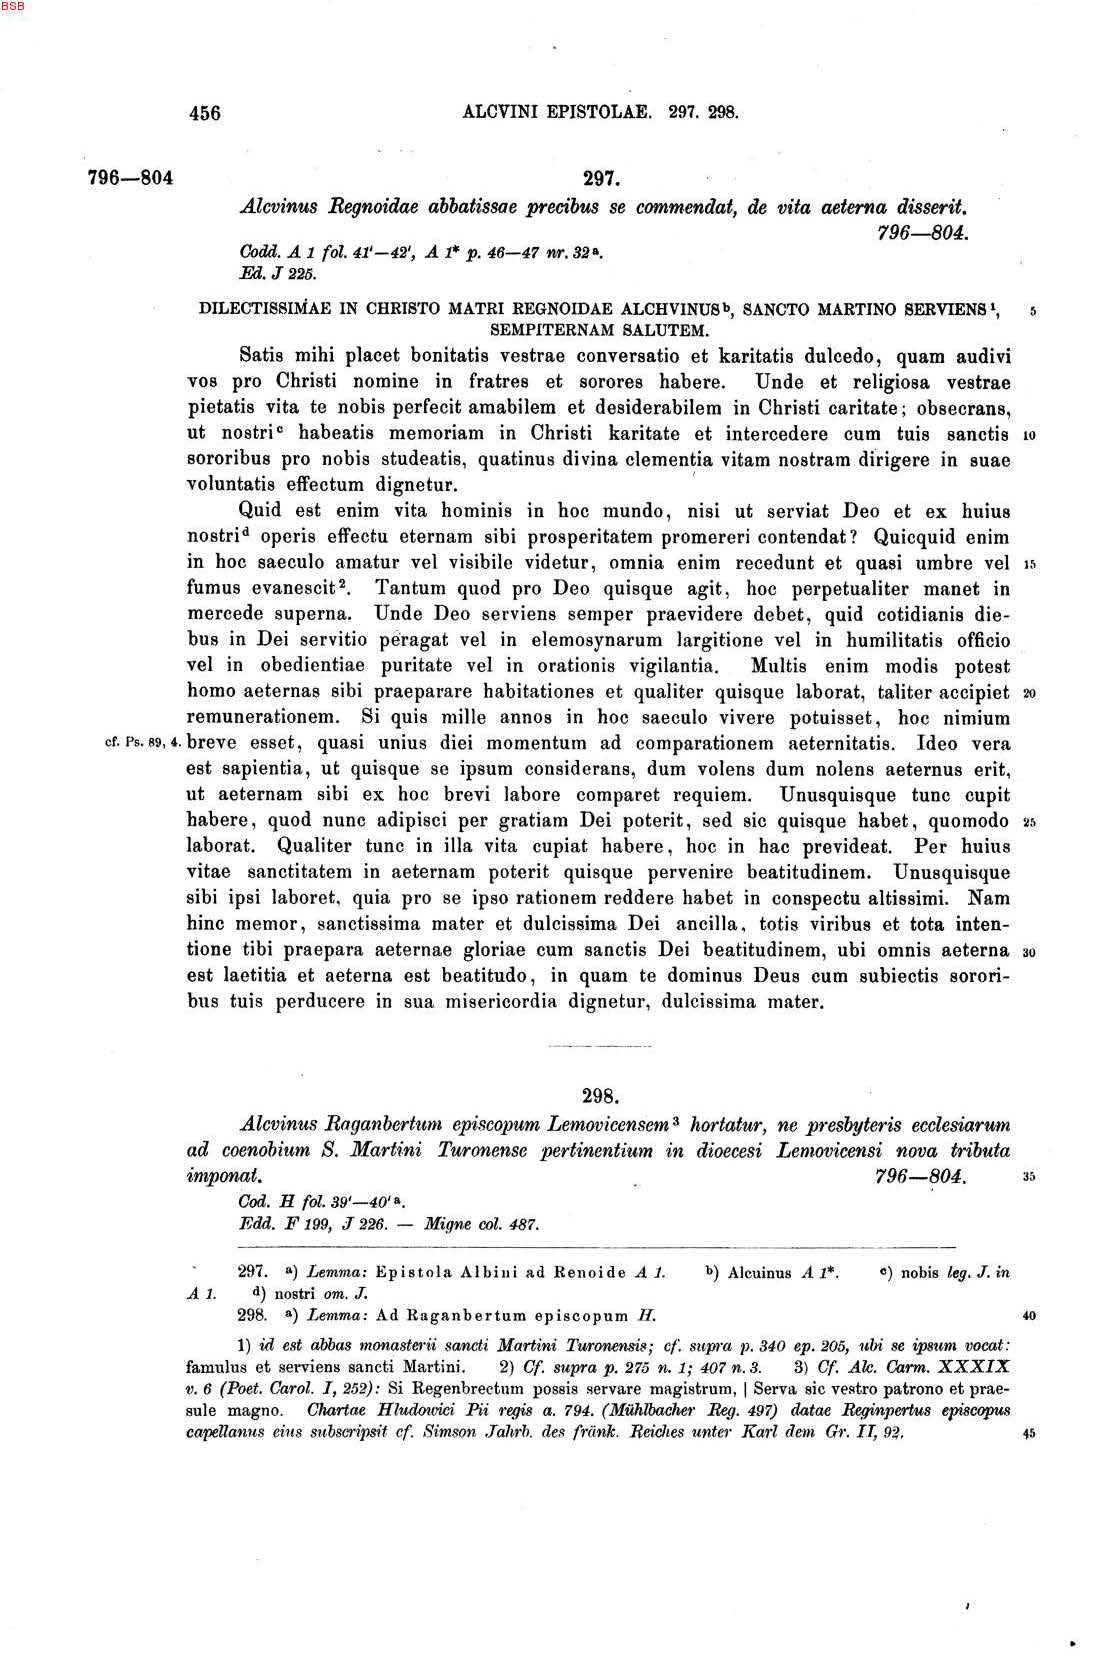 BSB
456 ALCVINI EPISTOLAE. 297. 298.
796—804 297.
Alcvinus Regnoidae abbatissae precibus se commendat, de vita aeterna disserit.
796—804.
Codd. A 1 fol. 41'—42', A 1* p. 46—47 nr. 32ª.
Ed. J 225.
DILECTISSIMAE IN CHRISTO MATRI REGNOIDAE ALCHVINUSᵇ, SANCTO MARTINO SERVIENS¹, 5
SEMPITERNAM SALUTEM.
Satis mihi placet bonitatis vestrae conversatio et karitatis dulcedo, quam audivi
vos pro Christi nomine in fratres et sorores habere. Unde et religiosa vestrae
pietatis vita te nobis perfecit amabilem et desiderabilem in Christi caritate; obsecrans,
ut nostriᶜ habeatis memoriam in Christi karitate et intercedere cum tuis sanctis 10
sororibus pro nobis studeatis, quatinus divina clementia vitam nostram dirigere in suae
voluntatis effectum dignetur.
Quid est enim vita hominis in hoc mundo, nisi ut serviat Deo et ex huius
nostriᵈ operis effectu eternam sibi prosperitatem promereri contendat? Quicquid enim
in hoc saeculo amatur vel visibile videtur, omnia enim recedunt et quasi umbre vel 15
fumus evanescit². Tantum quod pro Deo quisque agit, hoc perpetualiter manet in
mercede superna. Unde Deo serviens semper praevidere debet, quid cotidianis die-
bus in Dei servitio peragat vel in elemosynarum largitione vel in humilitatis officio
vel in obedientiae puritate vel in orationis vigilantia. Multis enim modis potest
homo aeternas sibi praeparare habitationes et qualiter quisque laborat, taliter accipiet 20
remunerationem. Si quis mille annos in hoc saeculo vivere potuisset, hoc nimium
cf. Ps. 89, 4. breve esset, quasi unius diei momentum ad comparationem aeternitatis. Ideo vera
est sapientia, ut quisque se ipsum considerans, dum volens dum nolens aeternus erit,
ut aeternam sibi ex hoc brevi labore comparet requiem. Unusquisque tunc cupit
habere, quod nunc adipisci per gratiam Dei poterit, sed sic quisque habet, quomodo 25
laborat. Qualiter tunc in illa vita cupiat habere, hoc in hac prevideat. Per huius
vitae sanctitatem in aeternam poterit quisque pervenire beatitudinem. Unusquisque
sibi ipsi laboret, quia pro se ipso rationem reddere habet in conspectu altissimi. Nam
hinc memor, sanctissima mater et dulcissima Dei ancilla, totis viribus et tota inten-
tione tibi praepara aeternae gloriae cum sanctis Dei beatitudinem, ubi omnis aeterna 30
est laetitia et aeterna est beatitudo, in quam te dominus Deus cum subiectis sorori-
bus tuis perducere in sua misericordia dignetur, dulcissima mater.
298.
Alcvinus Raganbertum episcopum Lemovicensem³ hortatur, ne presbyteris ecclesiarum
ad coenobium S. Martini Turonense pertinentium in dioecesi Lemovicensi nova tributa
imponat. 796—804. 35
Cod. H fol. 39'—40'ª.
Edd. F 199, J 226. — Migne col. 487.
297. ª) Lemma: Epistola Albini ad Renoide A 1. ᵇ) Alcuinus A 1*. ᶜ) nobis leg. J. in
A 1. ᵈ) nostri om. J.
298. ª) Lemma: Ad Raganbertum episcopum H. 40
1) id est abbas monasterii sancti Martini Turonensis; cf. supra p. 340 ep. 205, ubi se ipsum vocat:
famulus et serviens sancti Martini. 2) Cf. supra p. 275 n. 1; 407 n. 3. 3) Cf. Alc. Carm. XXXIX
v. 6 (Poet. Carol. I, 252): Si Regenbrectum possis servare magistrum, | Serva sic vestro patrono et prae-
sule magno. Chartae Hludowici Pii regis a. 794. (Mühlbacher Reg. 497) datae Reginpertus episcopus
capellanus eius subscripsit cf. Simson Jahrb. des fränk. Reiches unter Karl dem Gr. II, 92. 45